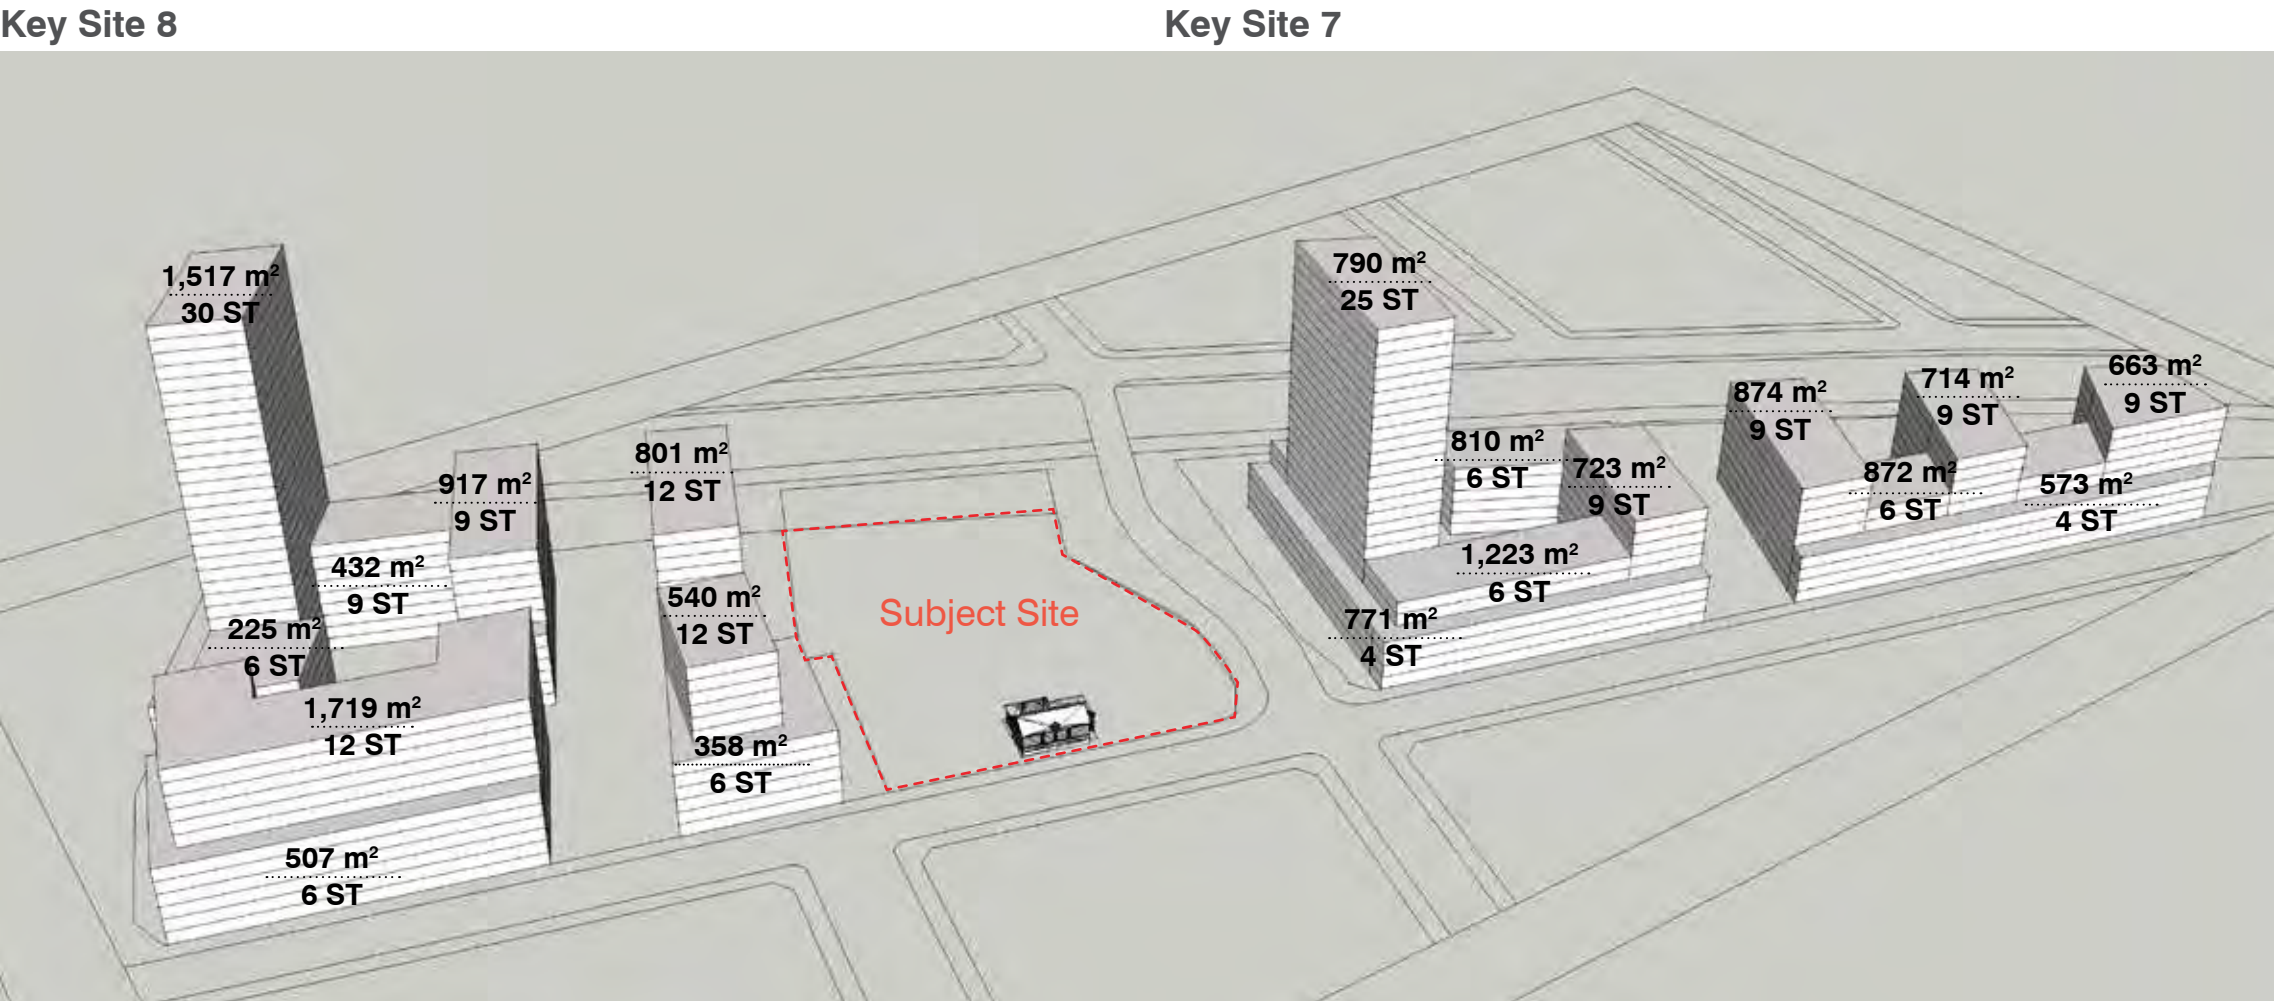 Key Site 8
Key Site 7
1,517 m²
30 ST
917 m²
9 ST
432 m²
9 ST
225 m²
6 ST
1,719 m²
12 ST
507 m²
6 ST
801 m²
12 ST
540 m²
12 ST
358 m²
6 ST
Subject Site
790 m²
25 ST
810 m²
6 ST
723 m²
9 ST
1,223 m²
6 ST
771 m²
4 ST
874 m²
9 ST
872 m²
6 ST
714 m²
9 ST
573 m²
4 ST
663 m²
9 ST